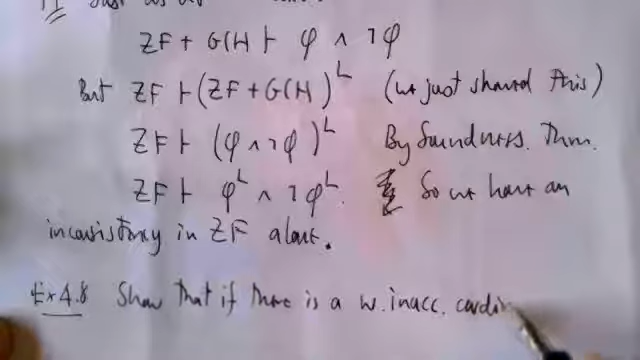 ZF + GCH ⊢ φ ∧ ¬φ
But ZF ⊢ (ZF + GCH)^L (we just showed this)
ZF ⊢ (φ ∧ ¬φ)^L By Soundness. Thm.
ZF ⊢ φ^L ∧ ¬φ^L. So we have an
inconsistency in ZF alone.
Ex 4.8 Show that if there is a w. inacc. cardin